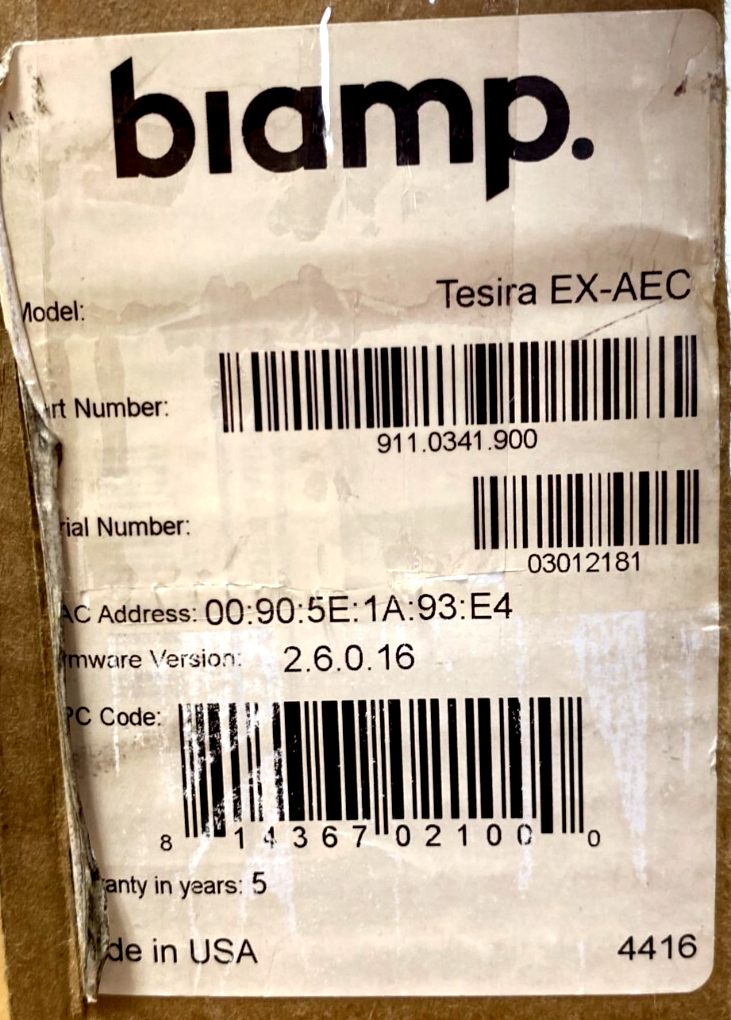 biamp.
Model: Tesira EX-AEC
rt Number:
911.0341.900
rial Number:
03012181
AC Address: 00:90:5E:1A:93:E4
mware Version: 2.6.0.16
PC Code:
8 14367 02100 0
ranty in years: 5
de in USA 4416